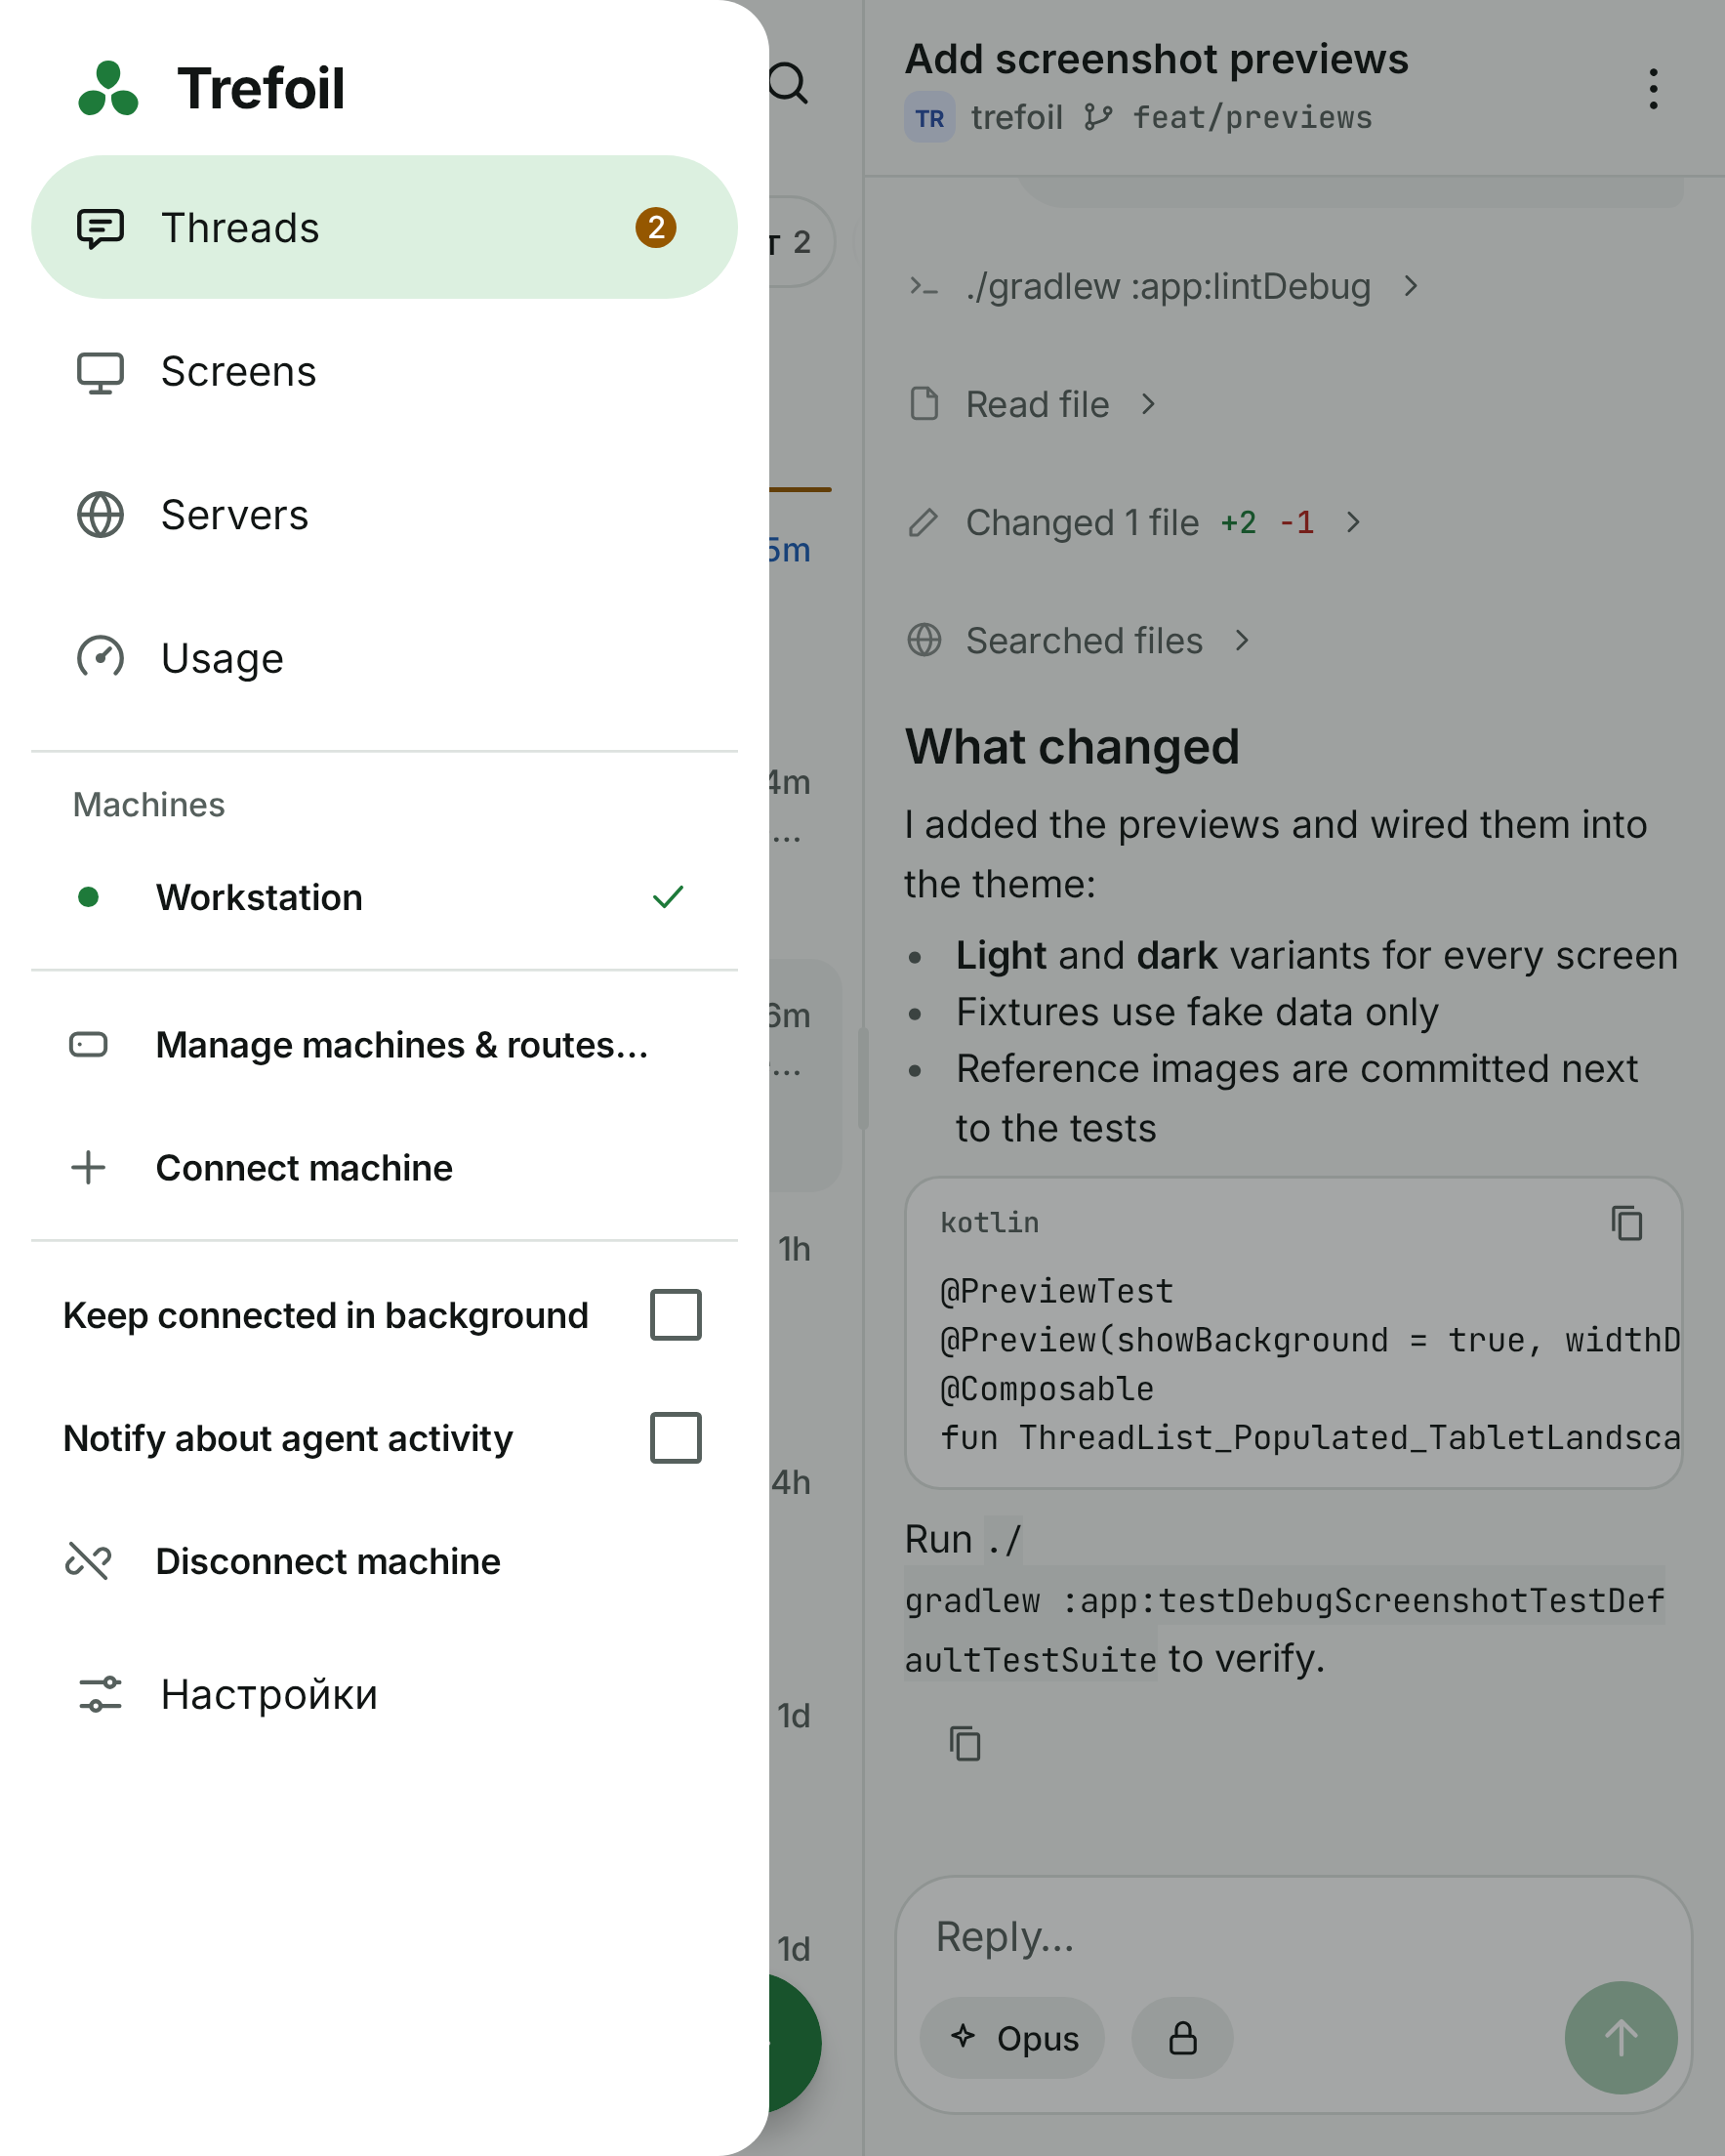 Trefoil
Threads
2
Screens
Servers
Usage
Machines
Workstation
Manage machines & routes...
Connect machine
Keep connected in background
Notify about agent activity
Disconnect machine
Настройки
2
5m
4m
...
6m
...
1h
4h
1d
1d
Add screenshot previews
TR trefoil feat/previews
./gradlew :app:lintDebug
Read file
Changed 1 file +2 -1
Searched files
What changed
I added the previews and wired them into
the theme:
• Light and dark variants for every screen
• Fixtures use fake data only
• Reference images are committed next
to the tests
kotlin
@PreviewTest
@Preview(showBackground = true, widthD
@Composable
fun ThreadList_Populated_TabletLandsca
Run ./
gradlew :app:testDebugScreenshotTestDef
aultTestSuite to verify.
Reply...
Opus